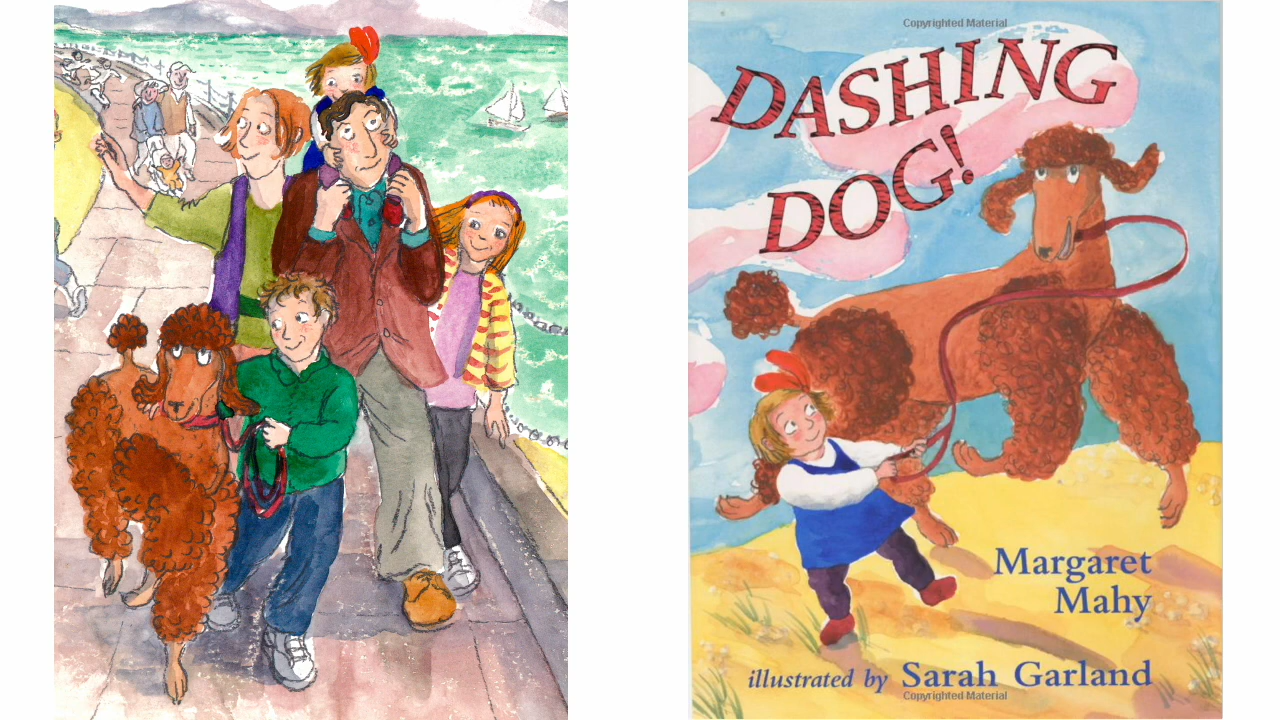 Copyrighted Material
DASHING
DOG!
Margaret
Mahy
illustrated by Sarah Garland
Copyrighted Material